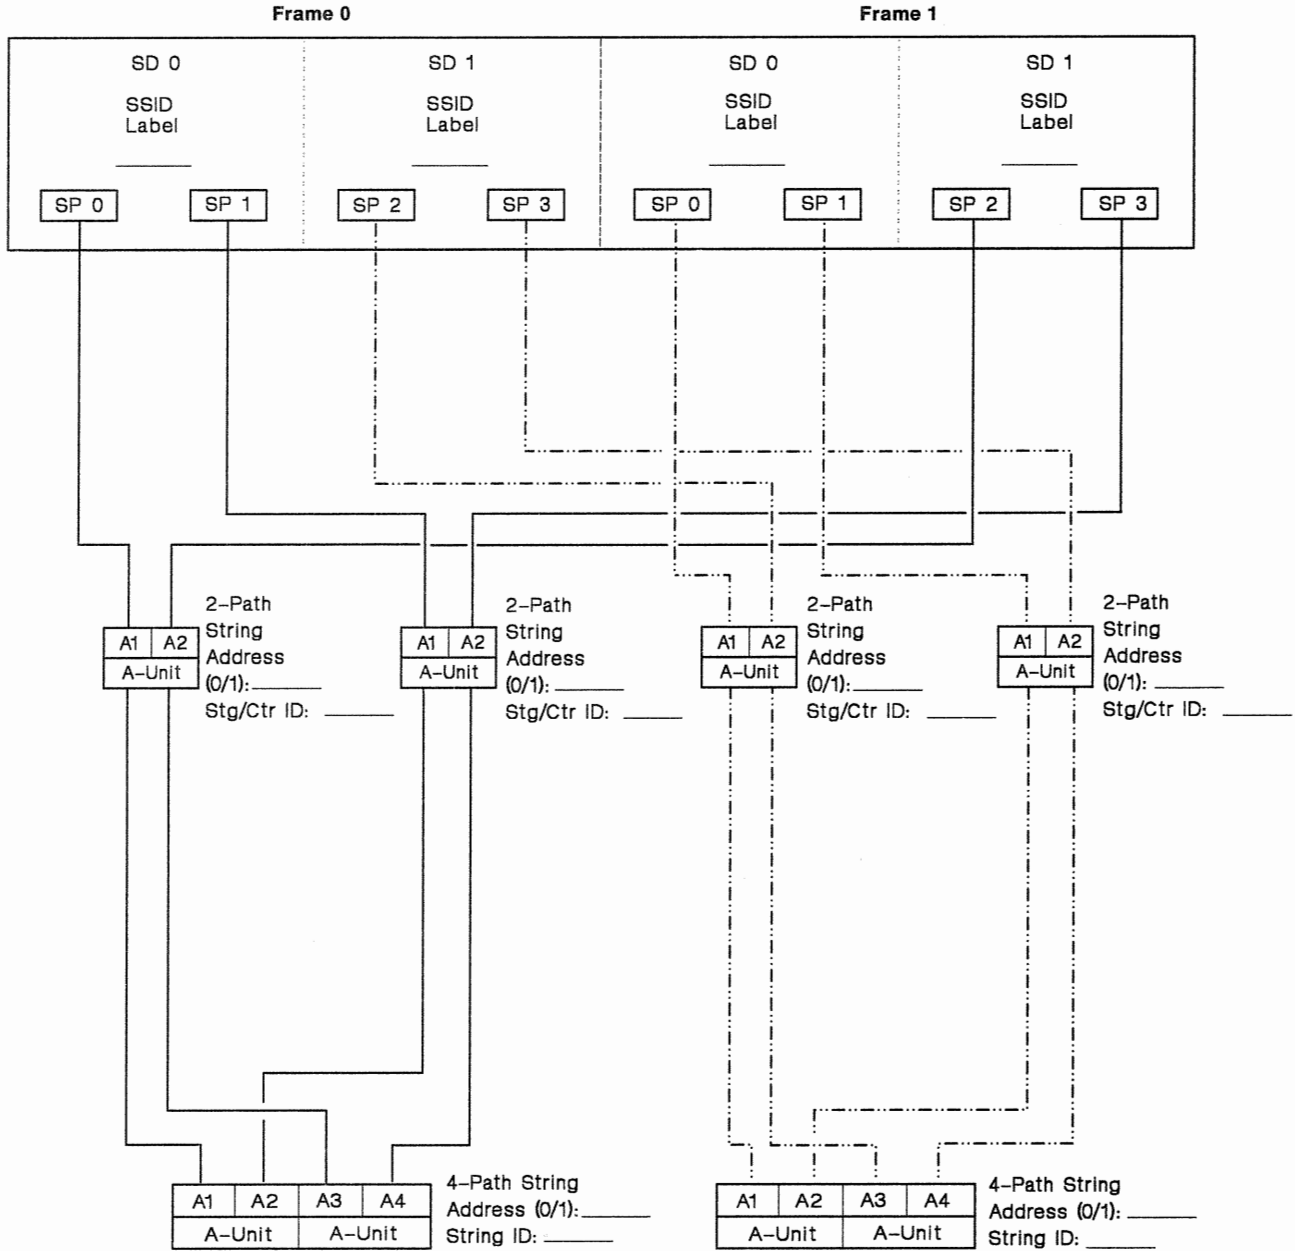 Frame 0
Frame 1
SD 0
SD 1
SD 0
SD 1
SSID
Label
SSID
Label
SSID
Label
SSID
Label
SP 0
SP 1
SP 2
SP 3
SP 0
SP 1
SP 2
SP 3
A1 A2
A-Unit
2-Path
String
Address
(0/1):
Stg/Ctr ID:
A1 A2
A-Unit
2-Path
String
Address
(0/1):
Stg/Ctr ID:
A1 A2
A-Unit
2-Path
String
Address
(0/1):
Stg/Ctr ID:
A1 A2
A-Unit
2-Path
String
Address
(0/1):
Stg/Ctr ID:
A1 A2 A3 A4
A-Unit A-Unit
4-Path String
Address (0/1):
String ID:
A1 A2 A3 A4
A-Unit A-Unit
4-Path String
Address (0/1):
String ID: